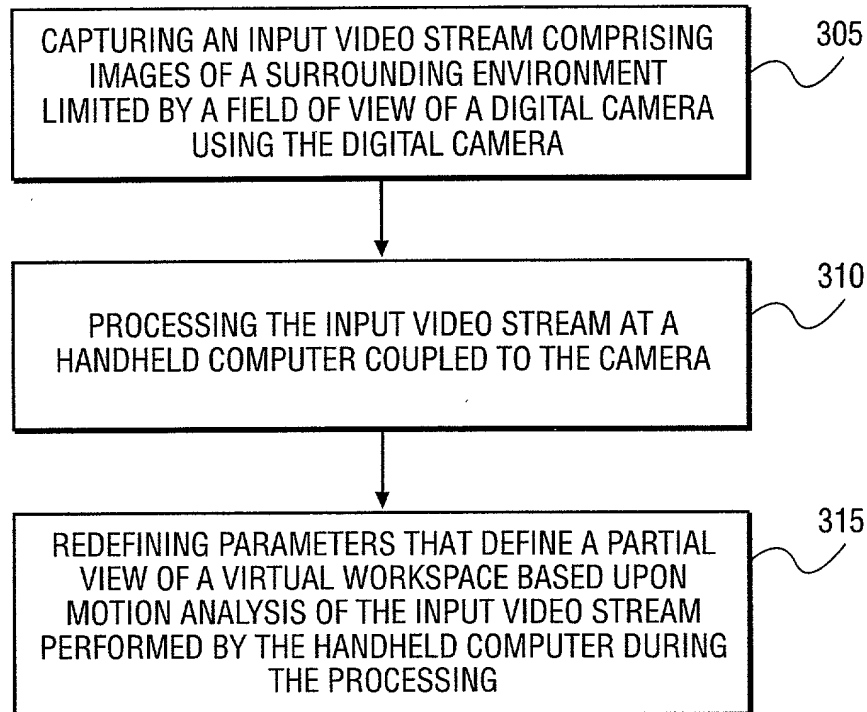 CAPTURING AN INPUT VIDEO STREAM COMPRISING
IMAGES OF A SURROUNDING ENVIRONMENT
LIMITED BY A FIELD OF VIEW OF A DIGITAL CAMERA
USING THE DIGITAL CAMERA
305
PROCESSING THE INPUT VIDEO STREAM AT A
HANDHELD COMPUTER COUPLED TO THE CAMERA
310
REDEFINING PARAMETERS THAT DEFINE A PARTIAL
VIEW OF A VIRTUAL WORKSPACE BASED UPON
MOTION ANALYSIS OF THE INPUT VIDEO STREAM
PERFORMED BY THE HANDHELD COMPUTER DURING
THE PROCESSING
315